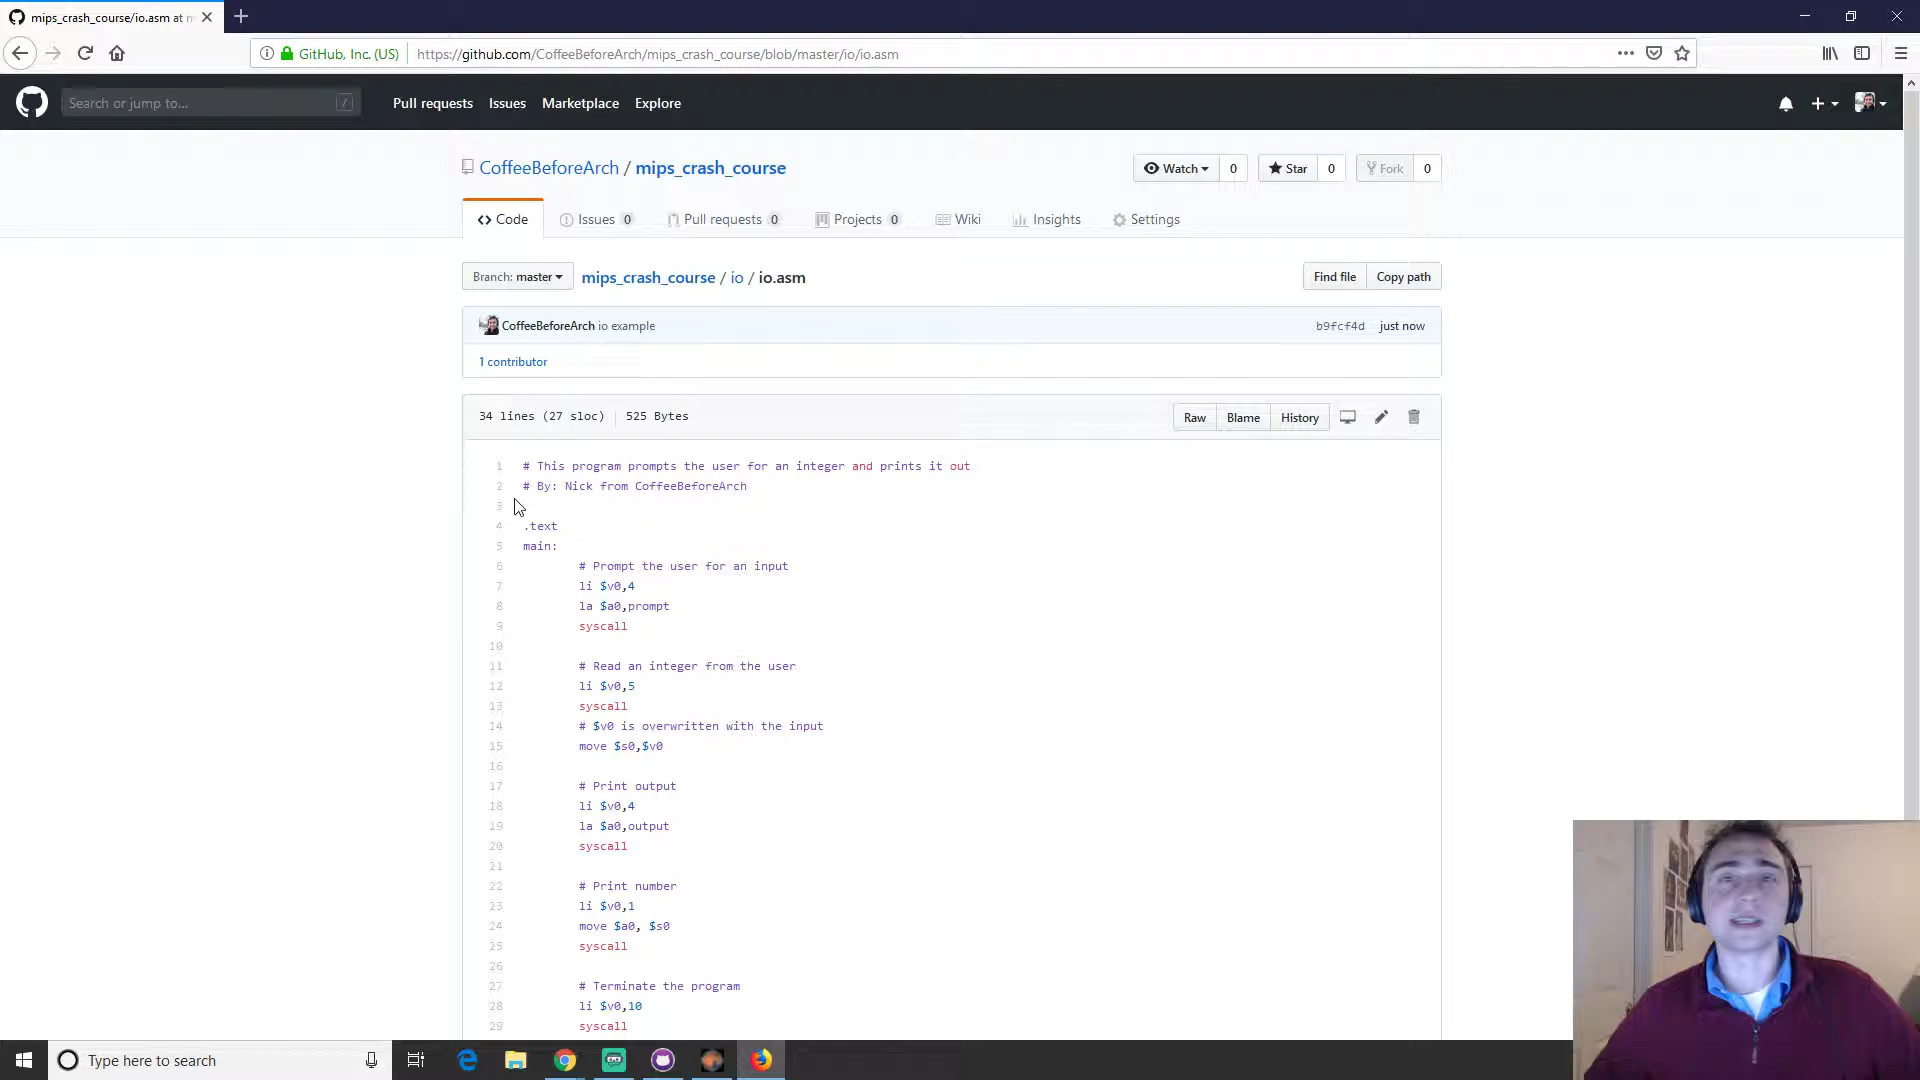 mips_crash_course/io.asm at m
GitHub, Inc. (US)
https://github.com/CoffeeBeforeArch/mips_crash_course/blob/master/io/io.asm
Search or jump to... /
Pull requests Issues Marketplace Explore
CoffeeBeforeArch / mips_crash_course
Watch 0 Star 0 Fork 0
Code Issues 0 Pull requests 0 Projects 0 Wiki Insights Settings
Branch: master mips_crash_course / io / io.asm
Find file Copy path
CoffeeBeforeArch io example b9fcf4d just now
1 contributor
34 lines (27 sloc) 525 Bytes
Raw Blame History
1 # This program prompts the user for an integer and prints it out
2 # By: Nick from CoffeeBeforeArch
3
4 .text
5 main:
6 # Prompt the user for an input
7 li $v0,4
8 la $a0,prompt
9 syscall
10
11 # Read an integer from the user
12 li $v0,5
13 syscall
14 # $v0 is overwritten with the input
15 move $s0,$v0
16
17 # Print output
18 li $v0,4
19 la $a0,output
20 syscall
21
22 # Print number
23 li $v0,1
24 move $a0, $s0
25 syscall
26
27 # Terminate the program
28 li $v0,10
29 syscall
Type here to search